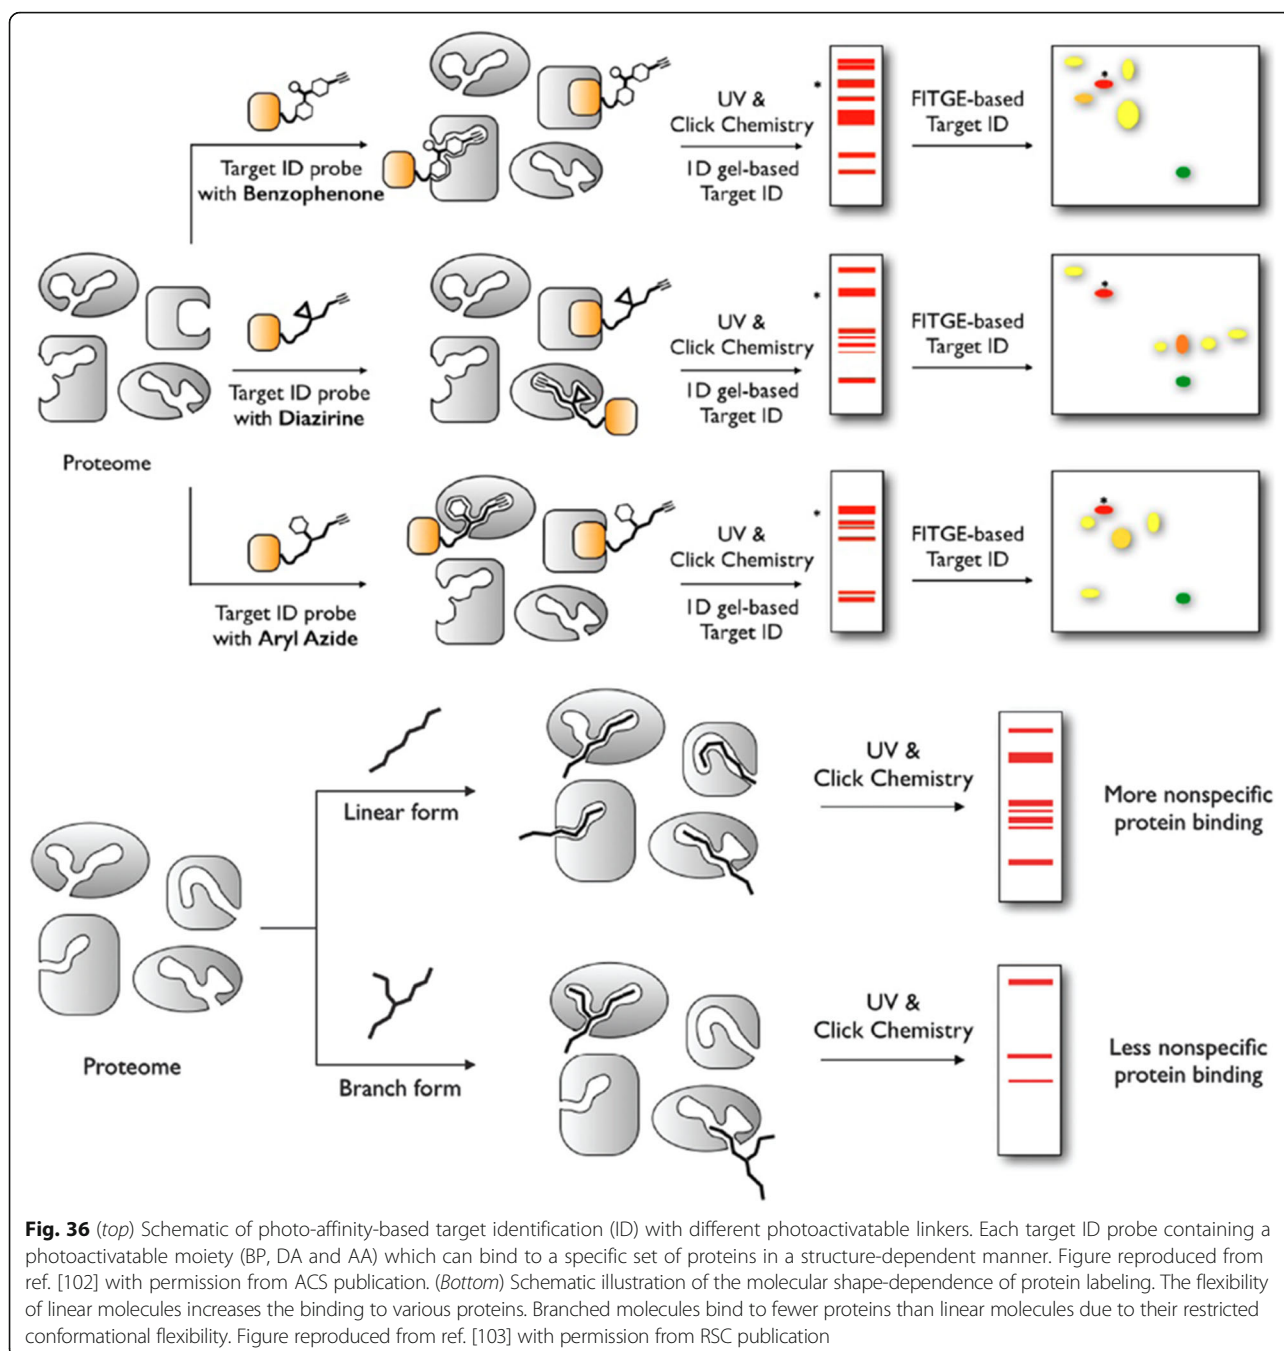 Target ID probe
with Benzophenone
UV &
Click Chemistry
1D gel-based
Target ID
*
FITGE-based
Target ID
*
Proteome
Target ID probe
with Diazirine
UV &
Click Chemistry
1D gel-based
Target ID
*
FITGE-based
Target ID
*
Target ID probe
with Aryl Azide
UV &
Click Chemistry
1D gel-based
Target ID
*
FITGE-based
Target ID
*
Proteome
Linear form
UV &
Click Chemistry
More nonspecific
protein binding
Branch form
UV &
Click Chemistry
Less nonspecific
protein binding
Fig. 36 (top) Schematic of photo-affinity-based target identification (ID) with different photoactivatable linkers. Each target ID probe containing a
photoactivatable moiety (BP, DA and AA) which can bind to a specific set of proteins in a structure-dependent manner. Figure reproduced from
ref. [102] with permission from ACS publication. (Bottom) Schematic illustration of the molecular shape-dependence of protein labeling. The flexibility
of linear molecules increases the binding to various proteins. Branched molecules bind to fewer proteins than linear molecules due to their restricted
conformational flexibility. Figure reproduced from ref. [103] with permission from RSC publication